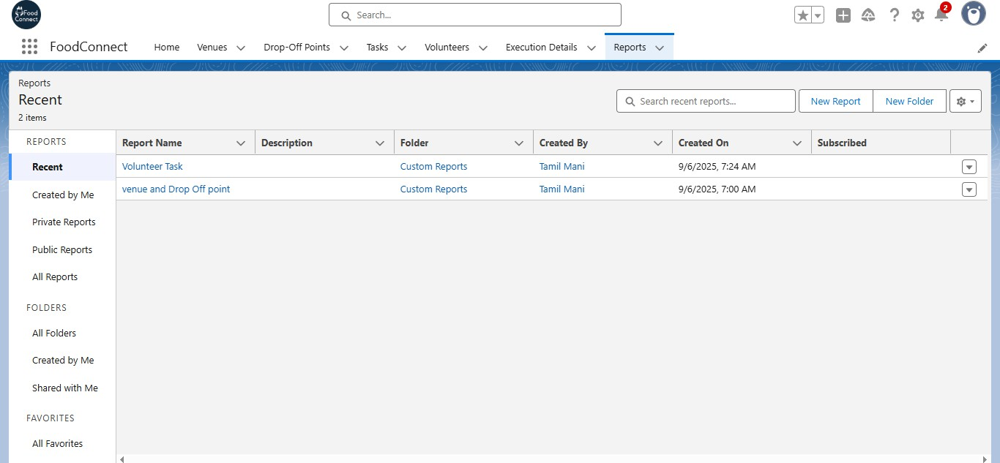 Food
Connect
Search...
2
FoodConnect
Home
Venues
Drop-Off Points
Tasks
Volunteers
Execution Details
Reports
Reports
Recent
2 items
Search recent reports...
New Report
New Folder
REPORTS
Recent
Created by Me
Private Reports
Public Reports
All Reports
FOLDERS
All Folders
Created by Me
Shared with Me
FAVORITES
All Favorites
Report Name Description Folder Created By Created On Subscribed
Volunteer Task Custom Reports Tamil Mani 9/6/2025, 7:24 AM
venue and Drop Off point Custom Reports Tamil Mani 9/6/2025, 7:00 AM